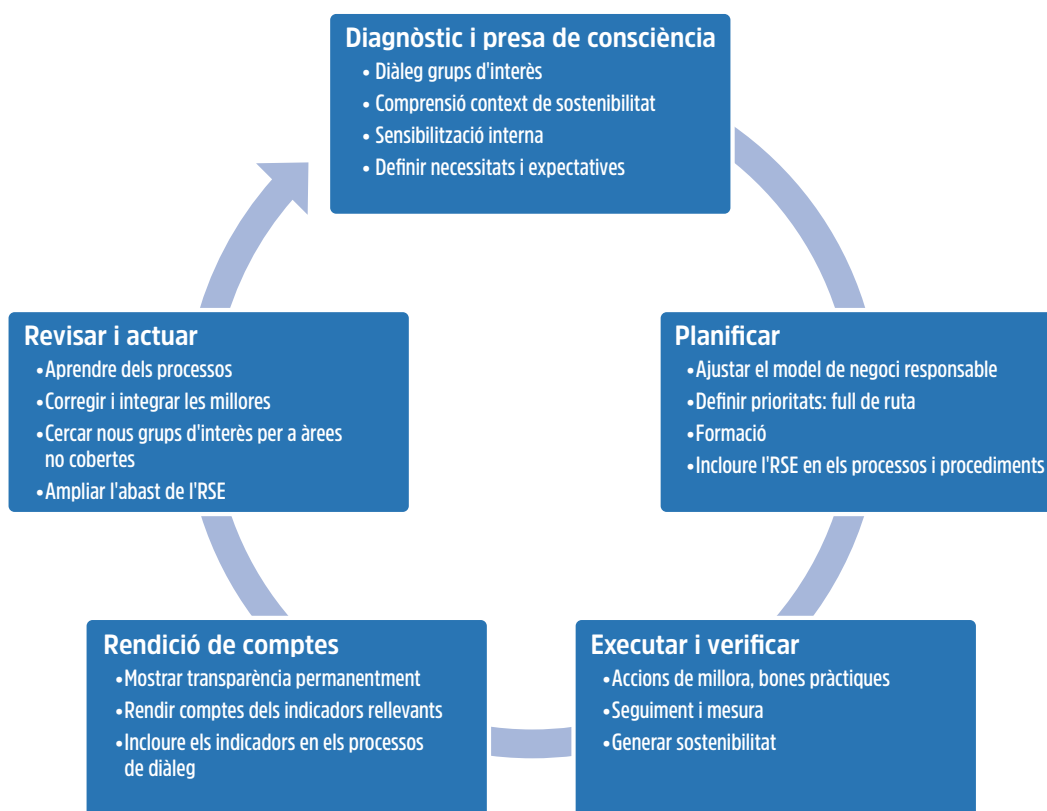 Diagnòstic i presa de consciència
• Diàleg grups d'interès
• Comprensió context de sostenibilitat
• Sensibilització interna
• Definir necessitats i expectatives
Planificar
• Ajustar el model de negoci responsable
• Definir prioritats: full de ruta
• Formació
• Incloure l'RSE en els processos i procediments
Executar i verificar
• Accions de millora, bones pràctiques
• Seguiment i mesura
• Generar sostenibilitat
Rendició de comptes
• Mostrar transparència permanentment
• Rendir comptes dels indicadors rellevants
• Incloure els indicadors en els processos
de diàleg
Revisar i actuar
• Aprendre dels processos
• Corregir i integrar les millores
• Cercar nous grups d'interès per a àrees
no cobertes
• Ampliar l'abast de l'RSE